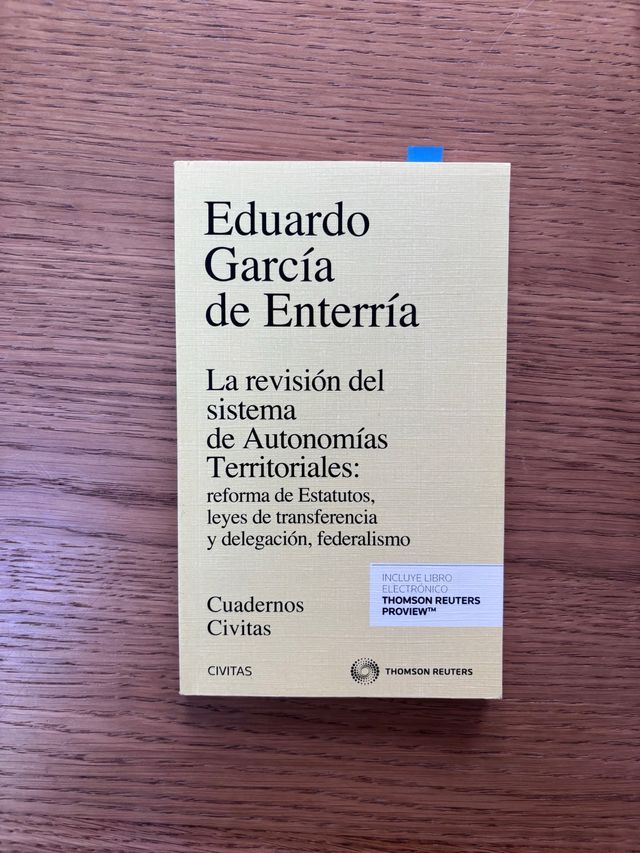 Eduardo
García
de Enterría
La revisión del
sistema
de Autonomías
Territoriales:
reforma de Estatutos,
leyes de transferencia
y delegación, federalismo
INCLUYE LIBRO
ELECTRÓNICO
THOMSON REUTERS
PROVIEW™
Cuadernos
Civitas
CIVITAS
THOMSON REUTERS